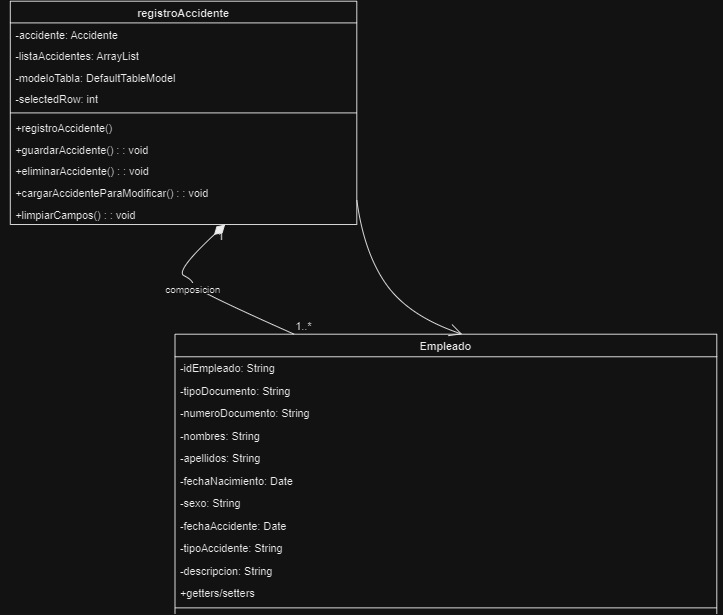 registroAccidente
-accidente: Accidente
-listaAccidentes: ArrayList
-modeloTabla: DefaultTableModel
-selectedRow: int
+registroAccidente()
+guardarAccidente() : : void
+eliminarAccidente() : : void
+cargarAccidenteParaModificar() : : void
+limpiarCampos() : : void
composicion
1..*
Empleado
-idEmpleado: String
-tipoDocumento: String
-numeroDocumento: String
-nombres: String
-apellidos: String
-fechaNacimiento: Date
-sexo: String
-fechaAccidente: Date
-tipoAccidente: String
-descripcion: String
+getters/setters